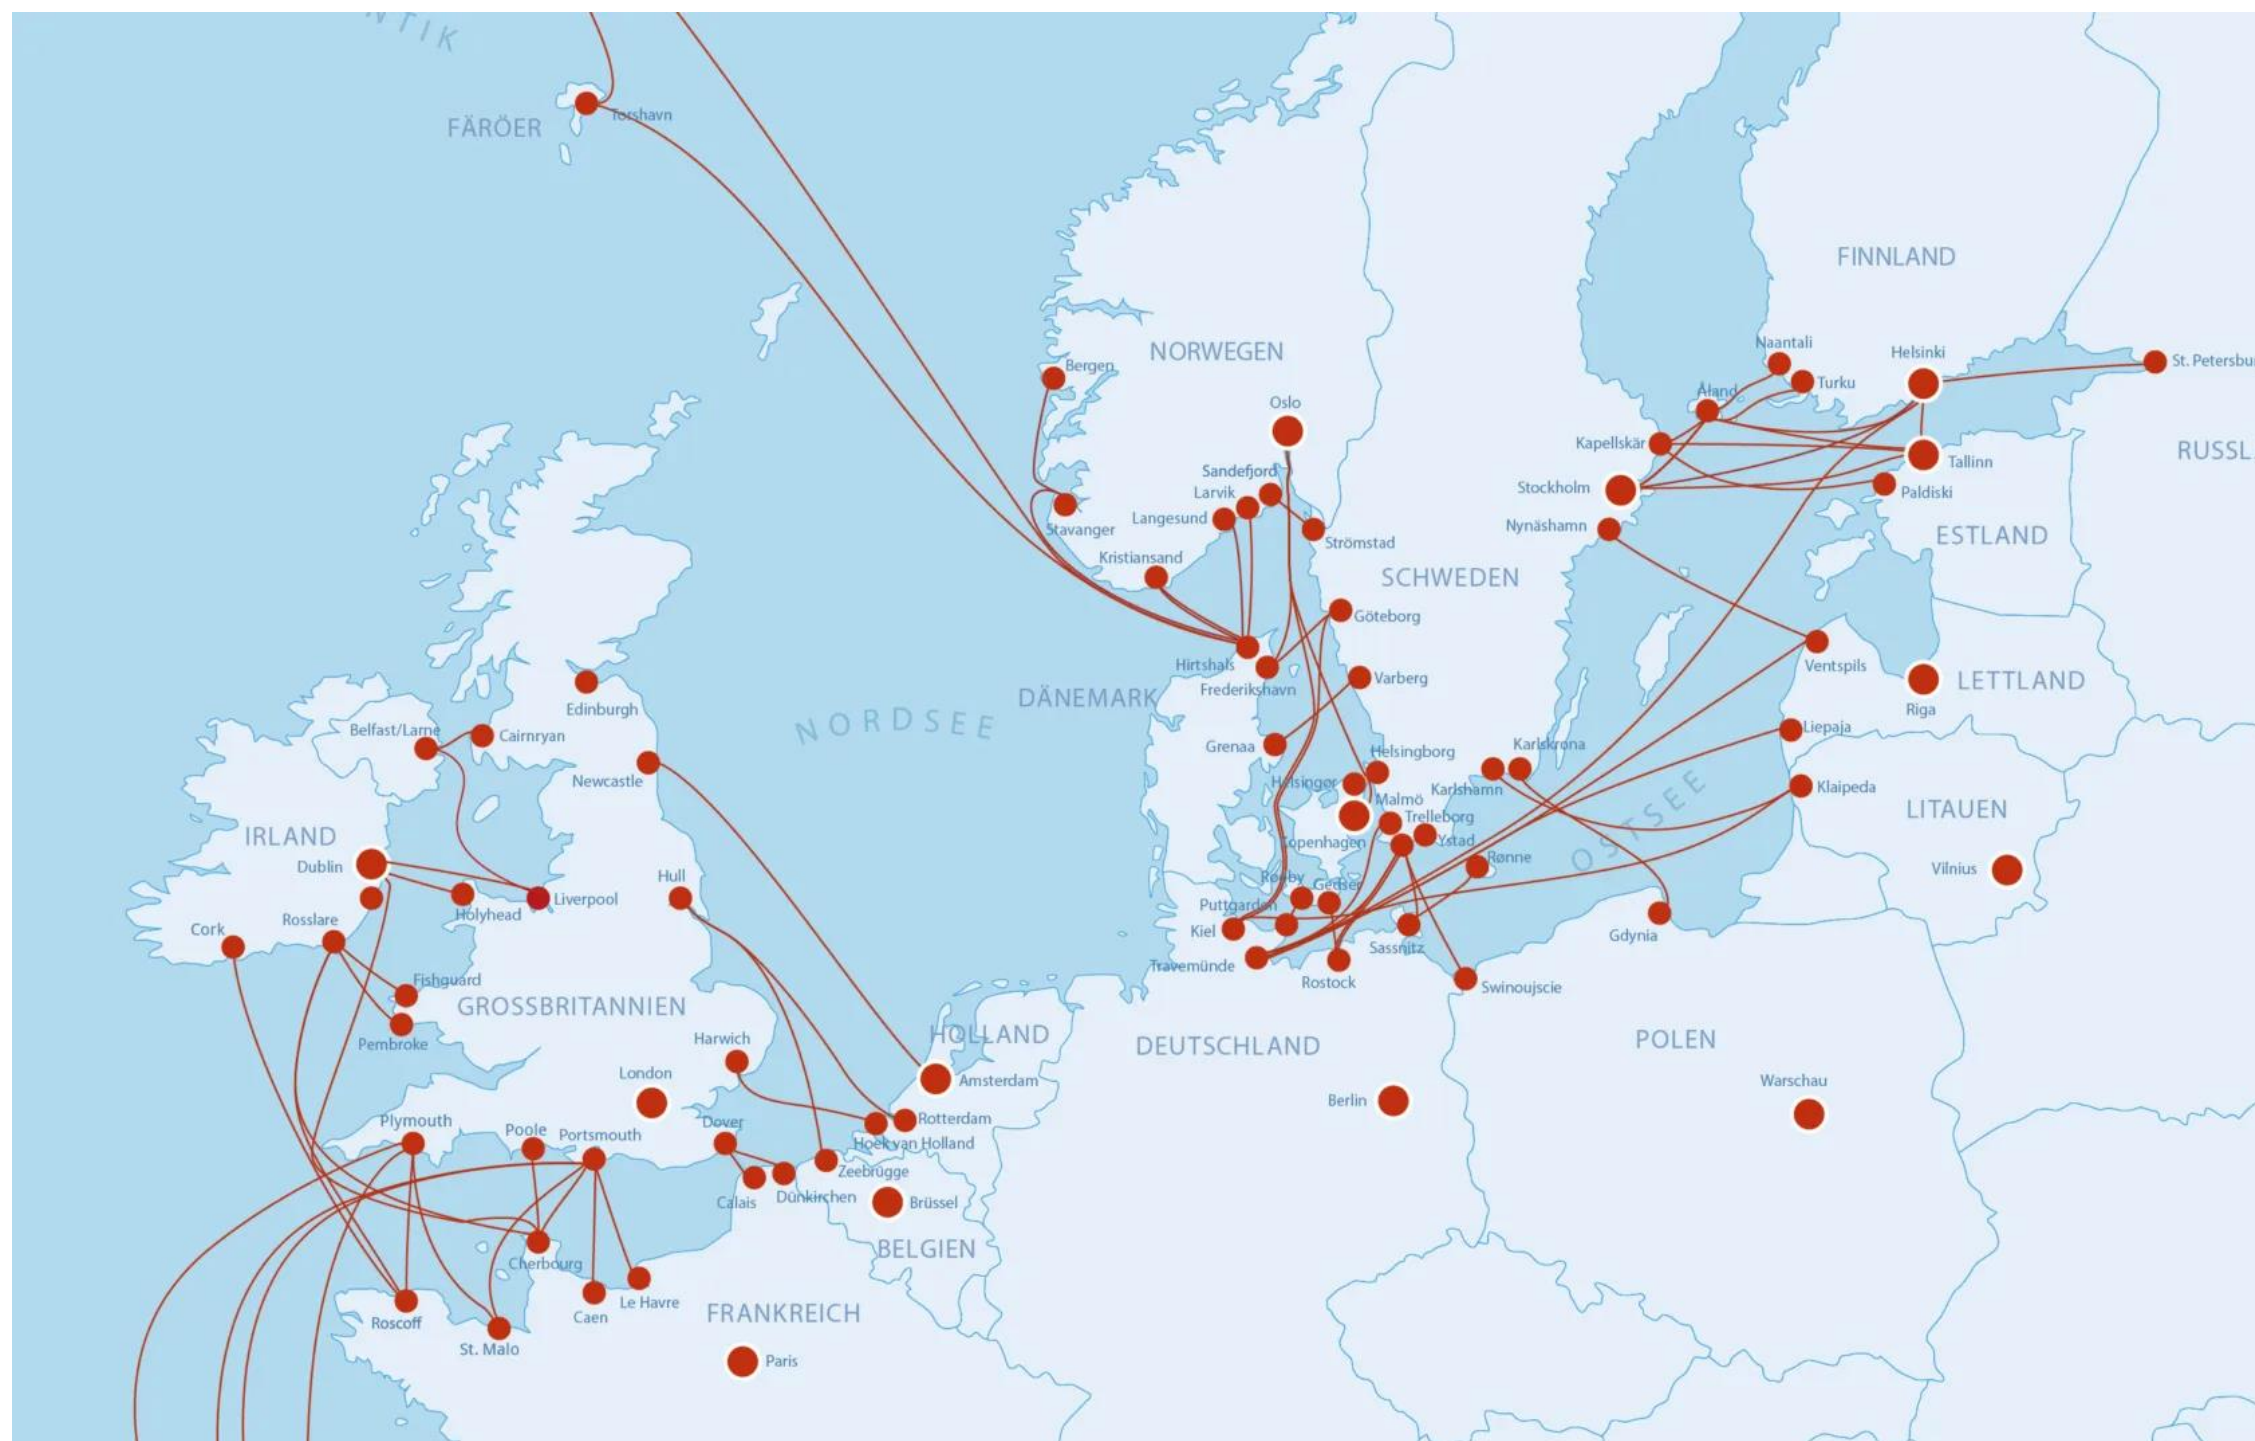 NTIK
Torshavn
FÄRÖER
FINNLAND
NORWEGEN
Naantali
Helsinki
St. Petersbu
Bergen
Turku
Åland
Oslo
Kapellskär
RUSSL
Sandefjord
Tallinn
Larvik
Stockholm
Paldiski
Langesund
Nynäshamn
Stavanger
Strömstad
ESTLAND
Kristiansand
SCHWEDEN
Göteborg
Hirtshals
Ventspils
Varberg
LETTLAND
Frederikshavn
DÄNEMARK
Edinburgh
Riga
NORDSEE
Belfast/Larne
Cairnryan
Liepaja
Grenaa
Helsingborg
Karlskrona
Newcastle
Helsingør
Karlshamn
Klaipeda
Malmö
LITAUEN
Trelleborg
IRLAND
Copenhagen
Ystad
OSTSEE
Rønne
Dublin
Vilnius
Hull
Rødby
Gedser
Liverpool
Puttgarden
Holyhead
Rosslare
Cork
Kiel
Gdynia
Sassnitz
Travemünde
Fishguard
Rostock
Swinoujscie
GROSSBRITANNIEN
HOLLAND
Harwich
Pembroke
DEUTSCHLAND
POLEN
London
Amsterdam
Warschau
Berlin
Plymouth
Poole
Portsmouth
Dover
Rotterdam
Hoek van Holland
Zeebrügge
Calais
Dünkirchen
Brüssel
BELGIEN
Cherbourg
Le Havre
Caen
FRANKREICH
Roscoff
St. Malo
Paris